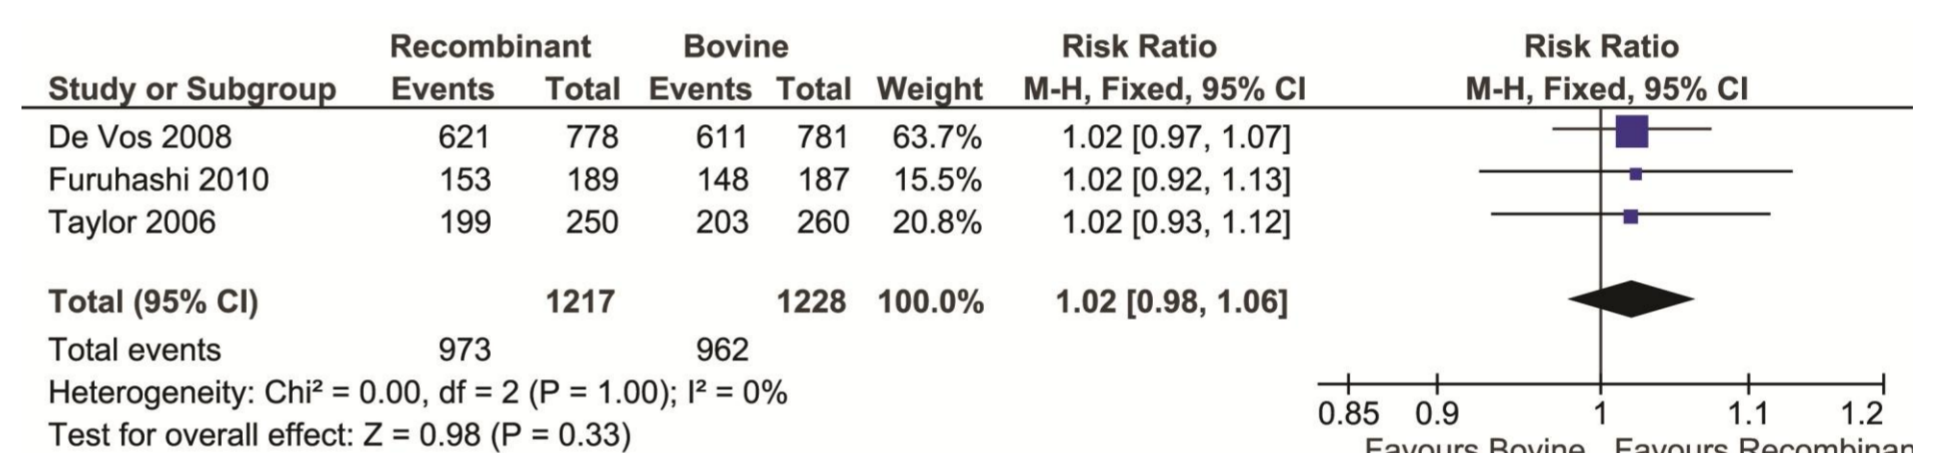 Recombinant Bovine Risk Ratio Risk Ratio
Study or Subgroup Events Total Events Total Weight M-H, Fixed, 95% CI M-H, Fixed, 95% CI
De Vos 2008 621 778 611 781 63.7% 1.02 [0.97, 1.07]
Furuhashi 2010 153 189 148 187 15.5% 1.02 [0.92, 1.13]
Taylor 2006 199 250 203 260 20.8% 1.02 [0.93, 1.12]
Total (95% CI) 1217 1228 100.0% 1.02 [0.98, 1.06]
Total events 973 962
Heterogeneity: Chi² = 0.00, df = 2 (P = 1.00); I² = 0%
Test for overall effect: Z = 0.98 (P = 0.33)
0.85 0.9 1 1.1 1.2
Favours Bovine Favours Recombinan